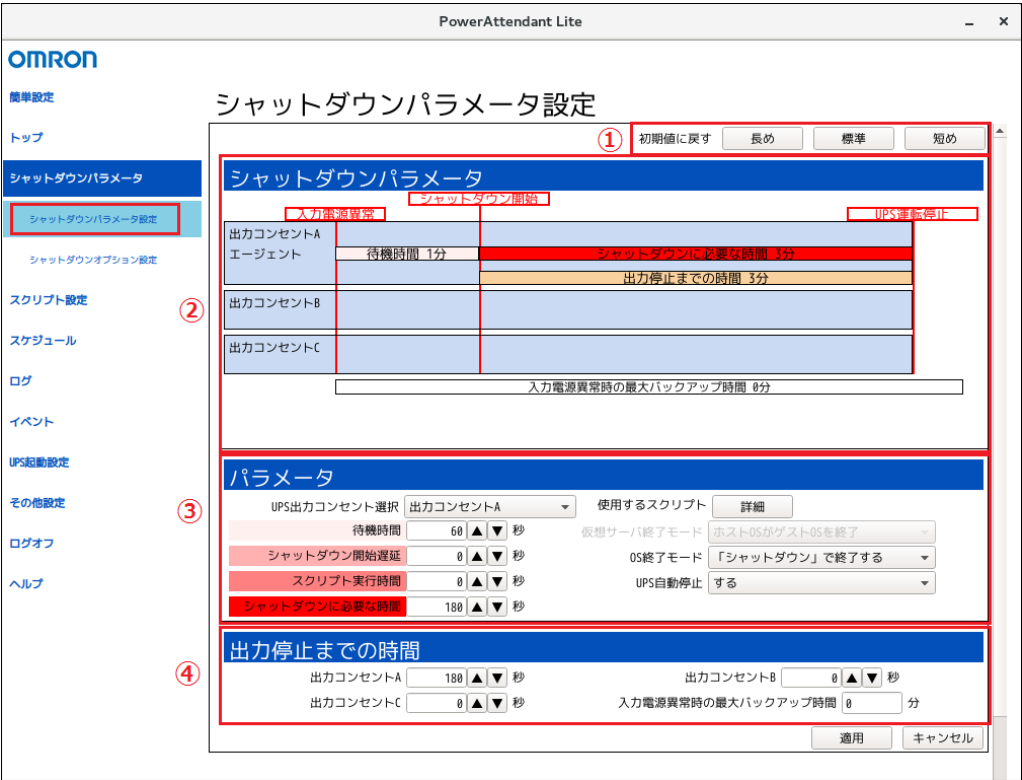 PowerAttendant Lite
OMRON
簡単設定
トップ
シャットダウンパラメータ
シャットダウンパラメータ設定
シャットダウンオプション設定
スクリプト設定
スケジュール
ログ
イベント
UPS起動設定
その他設定
ログオフ
ヘルプ
シャットダウンパラメータ設定
① 初期値に戻す 長め 標準 短め
②
シャットダウンパラメータ
シャットダウン開始
入力電源異常 UPS運転停止
出力コンセントA
エージェント 待機時間 1分 シャットダウンに必要な時間 3分
出力停止までの時間 3分
出力コンセントB
出力コンセントC
入力電源異常時の最大バックアップ時間 0分
③
パラメータ
UPS出力コンセント選択 出力コンセントA 使用するスクリプト 詳細
待機時間 60 ▲ ▼ 秒 仮想サーバ終了モード ホストOSがゲストOSを終了
シャットダウン開始遅延 0 ▲ ▼ 秒 OS終了モード 「シャットダウン」で終了する
スクリプト実行時間 0 ▲ ▼ 秒 UPS自動停止 する
シャットダウンに必要な時間 180 ▲ ▼ 秒
④
出力停止までの時間
出力コンセントA 180 ▲ ▼ 秒 出力コンセントB 0 ▲ ▼ 秒
出力コンセントC 0 ▲ ▼ 秒 入力電源異常時の最大バックアップ時間 0 分
適用 キャンセル